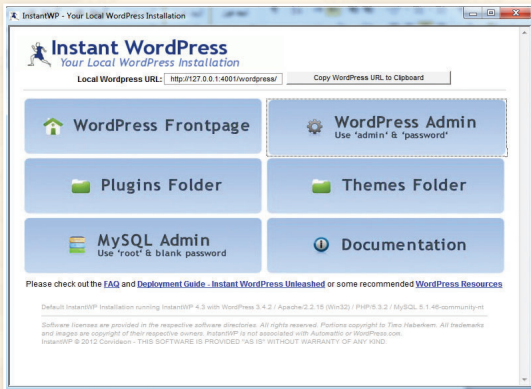 InstantWP - Your Local WordPress Installation
Instant WordPress
Your Local WordPress Installation
Local Wordpress URL: http://127.0.0.1:4001/wordpress/ Copy WordPress URL to Clipboard
WordPress Frontpage
WordPress Admin
Use 'admin' & 'password'
Plugins Folder
Themes Folder
MySQL Admin
Use 'root' & blank password
Documentation
Please check out the FAQ and Deployment Guide - Instant WordPress Unleashed or some recommended WordPress Resources
Default InstantWP Installation running InstantWP 4.3 with WordPress 3.4.2 / Apache/2.2.15 (Win32) / PHP/5.3.2 / MySQL 5.1.46-community-nt
Software licenses are provided in the respective software directories. All rights reserved. Portions copyright to Tjeo Haberkern. All trademarks
and images are copyright of their respective owners. InstantWP is not associated with Automattic or WordPress.com.
InstantWP © 2012 Corvidson - THIS SOFTWARE IS PROVIDED "AS IS" WITHOUT WARRANTY OF ANY KIND.